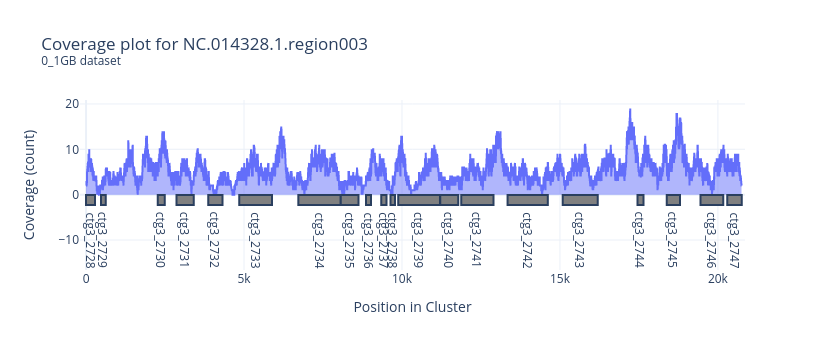 Coverage plot for NC.014328.1.region003
0_1GB dataset
Coverage (count)
20
10
0
−10
ctg3_2728
ctg3_2729
ctg3_2730
ctg3_2731
ctg3_2732
ctg3_2733
ctg3_2734
ctg3_2735
ctg3_2736
ctg3_2737
ctg3_2738
ctg3_2739
ctg3_2740
ctg3_2741
ctg3_2742
ctg3_2743
ctg3_2744
ctg3_2745
ctg3_2746
ctg3_2747
0
5k
10k
15k
20k
Position in Cluster